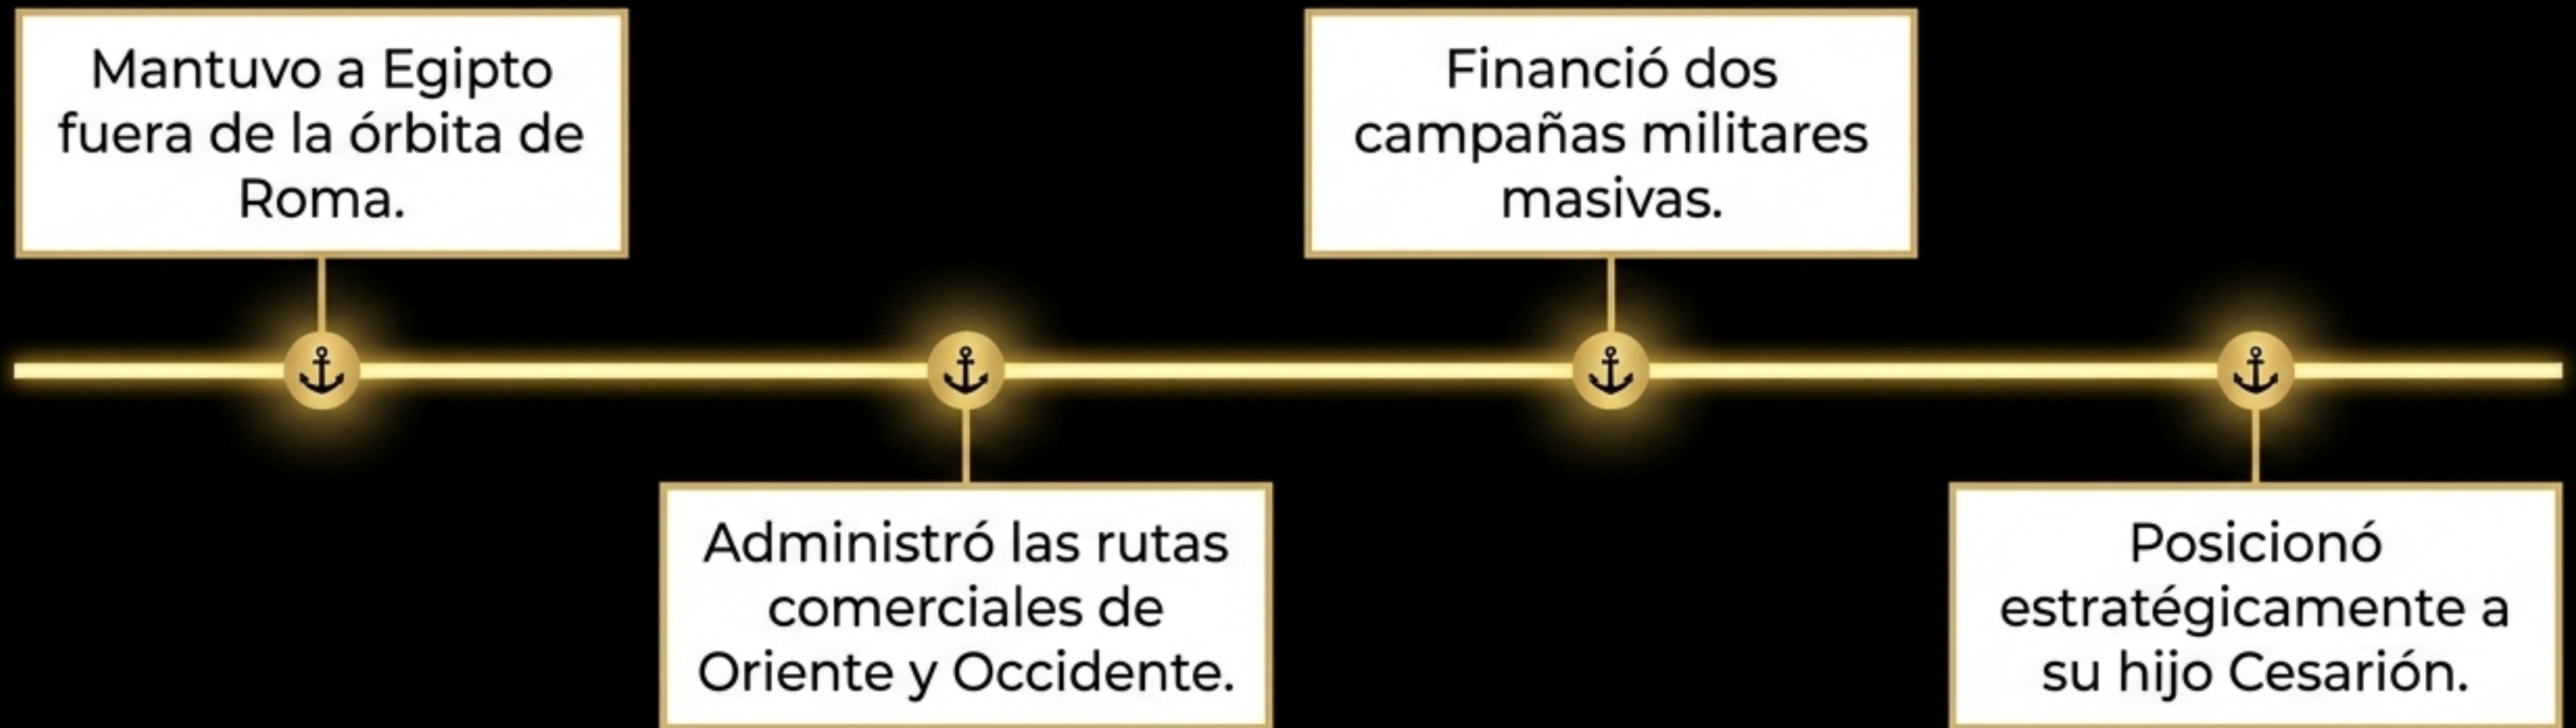 Mantuvo a Egipto
fuera de la órbita de
Roma.
Administró las rutas
comerciales de
Oriente y Occidente.
Financió dos
campañas militares
masivas.
Posicionó
estratégicamente a
su hijo Cesarión.